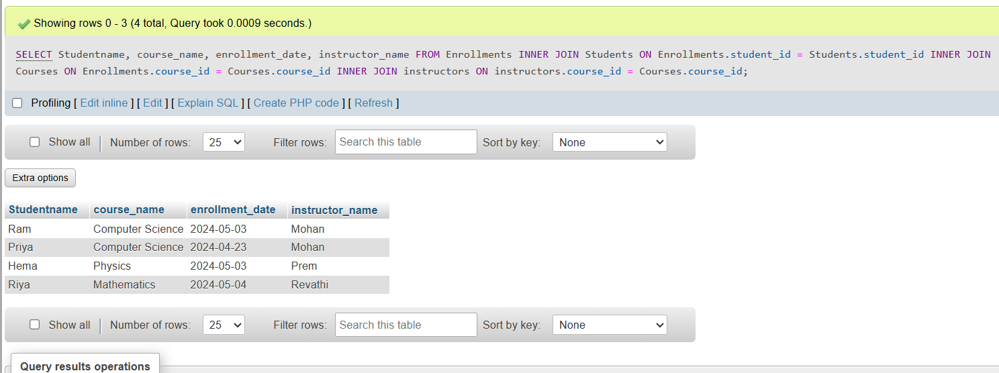 Showing rows 0 - 3 (4 total, Query took 0.0009 seconds.)
SELECT Studentname, course_name, enrollment_date, instructor_name FROM Enrollments INNER JOIN Students ON Enrollments.student_id = Students.student_id INNER JOIN
Courses ON Enrollments.course_id = Courses.course_id INNER JOIN instructors ON instructors.course_id = Courses.course_id;
Profiling [ Edit inline ] [ Edit ] [ Explain SQL ] [ Create PHP code ] [ Refresh ]
Show all Number of rows: 25 Filter rows: Search this table Sort by key: None
Extra options
Studentname course_name enrollment_date instructor_name
Ram Computer Science 2024-05-03 Mohan
Priya Computer Science 2024-04-23 Mohan
Hema Physics 2024-05-03 Prem
Riya Mathematics 2024-05-04 Revathi
Show all Number of rows: 25 Filter rows: Search this table Sort by key: None
Query results operations